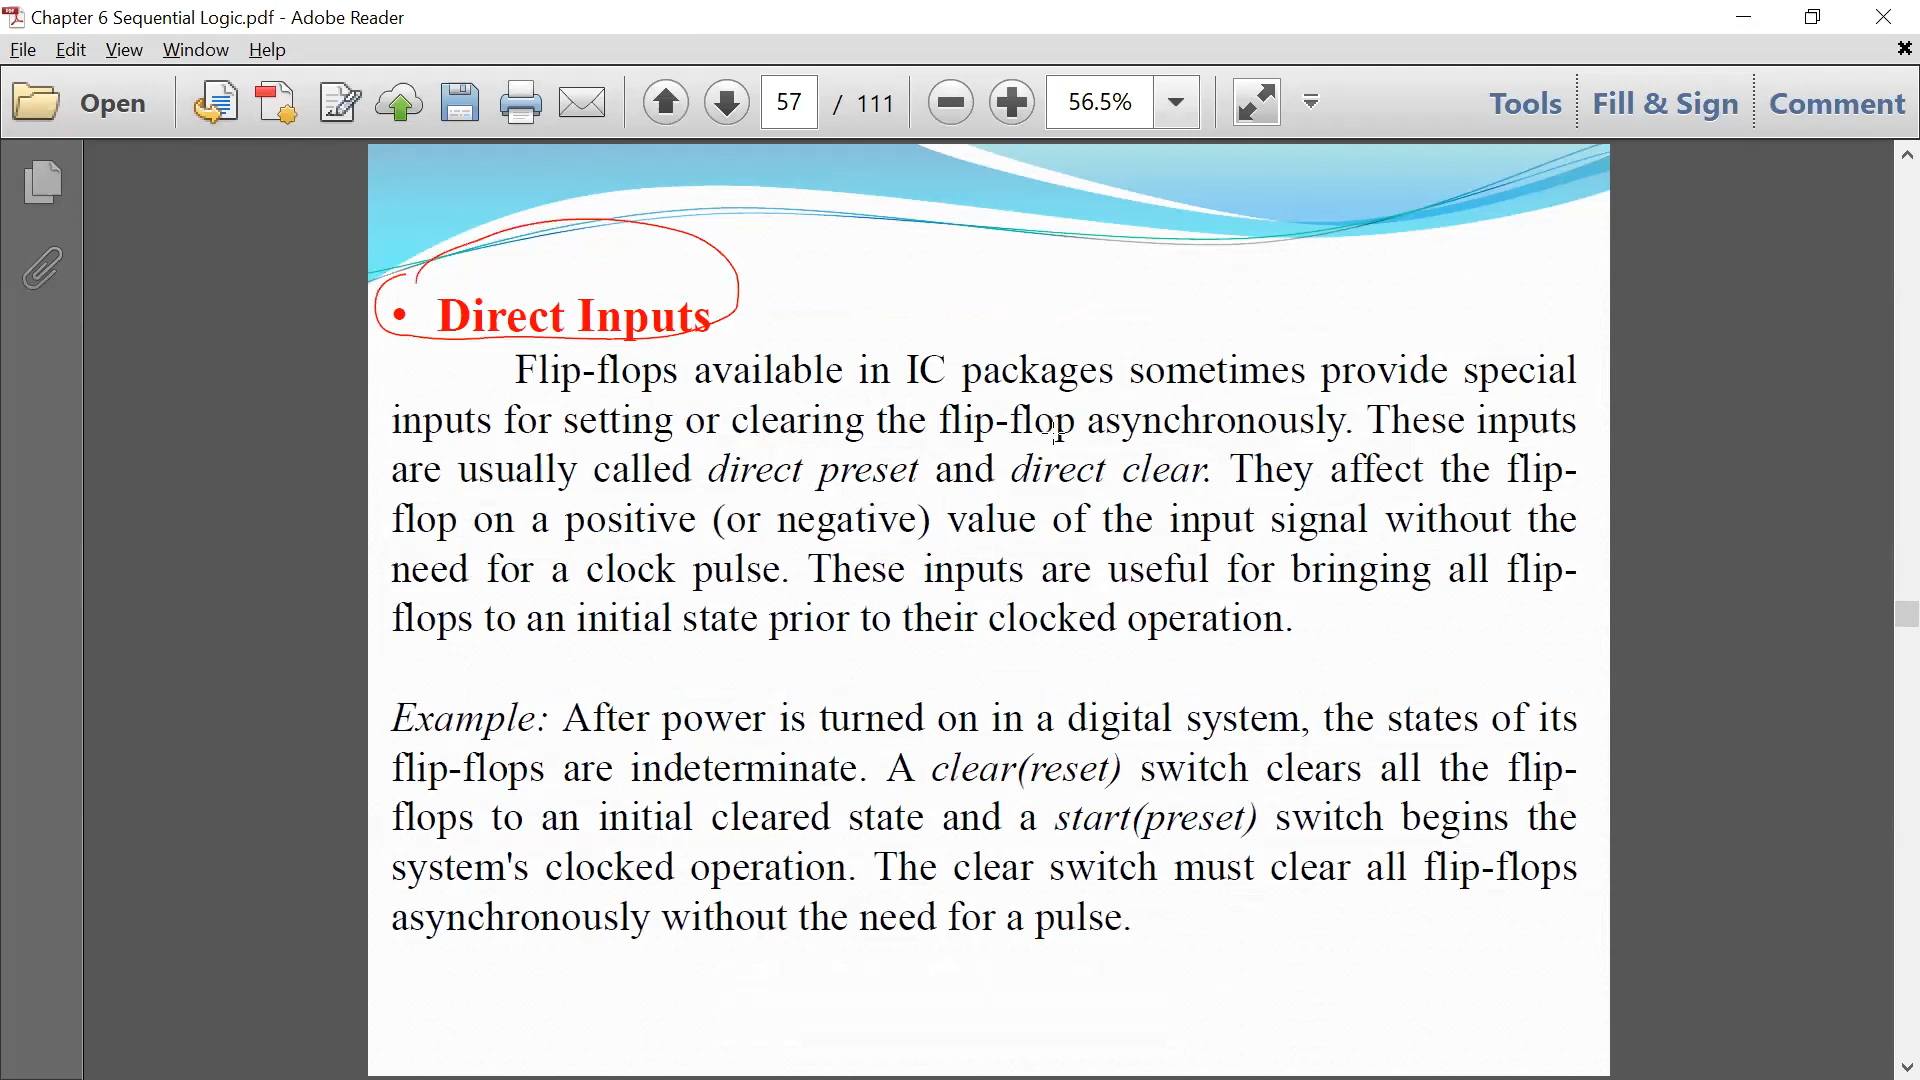 Chapter 6 Sequential Logic.pdf - Adobe Reader
File Edit View Window Help
Open 57 / 111 56.5% Tools Fill & Sign Comment
• Direct Inputs
Flip-flops available in IC packages sometimes provide special
inputs for setting or clearing the flip-flop asynchronously. These inputs
are usually called direct preset and direct clear. They affect the flip-
flop on a positive (or negative) value of the input signal without the
need for a clock pulse. These inputs are useful for bringing all flip-
flops to an initial state prior to their clocked operation.
Example: After power is turned on in a digital system, the states of its
flip-flops are indeterminate. A clear(reset) switch clears all the flip-
flops to an initial cleared state and a start(preset) switch begins the
system's clocked operation. The clear switch must clear all flip-flops
asynchronously without the need for a pulse.